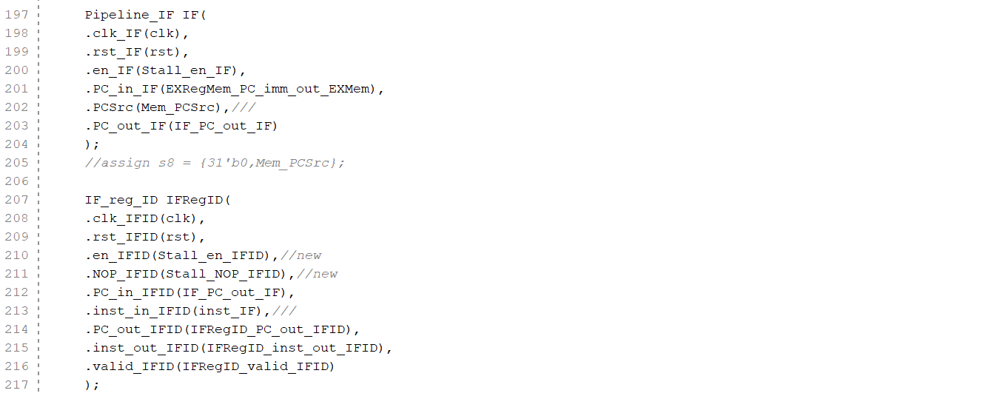 197 Pipeline_IF IF(
198 .clk_IF(clk),
199 .rst_IF(rst),
200 .en_IF(Stall_en_IF),
201 .PC_in_IF(EXRegMem_PC_imm_out_EXMem),
202 .PCSrc(Mem_PCSrc),///
203 .PC_out_IF(IF_PC_out_IF)
204 );
205 //assign s8 = {31'b0,Mem_PCSrc};
206
207 IF_reg_ID IFRegID(
208 .clk_IFID(clk),
209 .rst_IFID(rst),
210 .en_IFID(Stall_en_IFID),//new
211 .NOP_IFID(Stall_NOP_IFID),//new
212 .PC_in_IFID(IF_PC_out_IF),
213 .inst_in_IFID(inst_IF),///
214 .PC_out_IFID(IFRegID_PC_out_IFID),
215 .inst_out_IFID(IFRegID_inst_out_IFID),
216 .valid_IFID(IFRegID_valid_IFID)
217 );